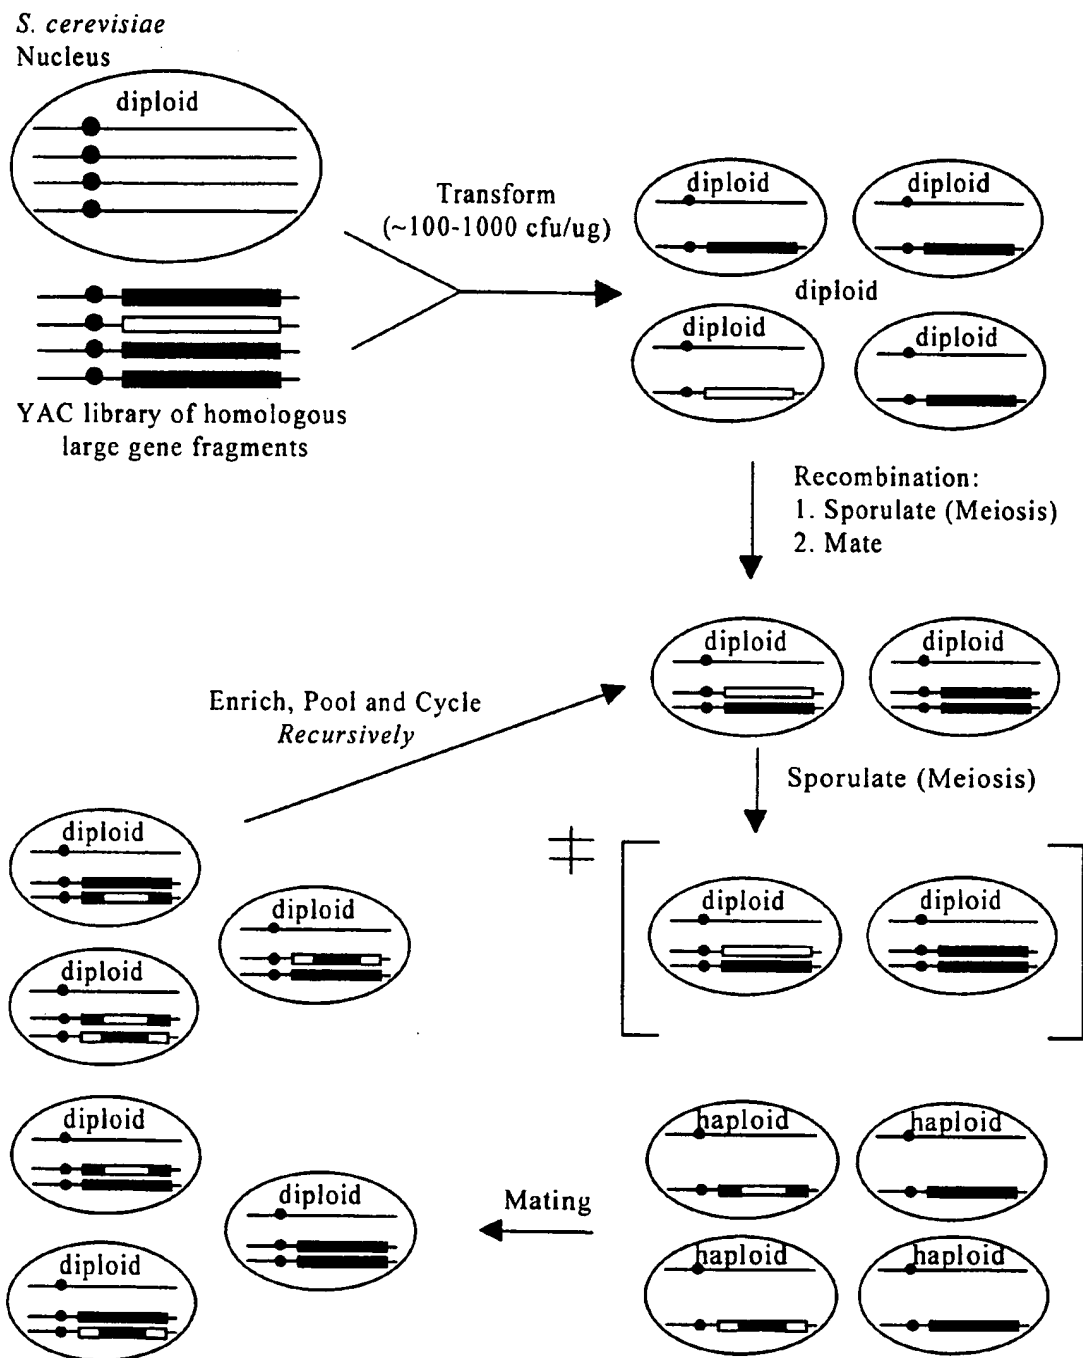 S. cerevisiae
Nucleus
diploid
Transform
(~100-1000 cfu/ug)
YAC library of homologous
large gene fragments
diploid
diploid
diploid
diploid
diploid
Recombination:
1. Sporulate (Meiosis)
2. Mate
diploid
diploid
Enrich, Pool and Cycle
Recursively
Sporulate (Meiosis)
diploid
diploid
diploid
diploid
diploid
haploid
haploid
haploid
haploid
Mating
diploid
diploid
diploid